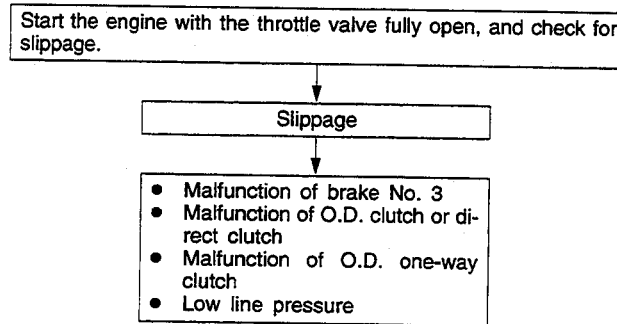 Start the engine with the throttle valve fully open, and check for
slippage.
Slippage
● Malfunction of brake No. 3
● Malfunction of O.D. clutch or di-
rect clutch
● Malfunction of O.D. one-way
clutch
● Low line pressure